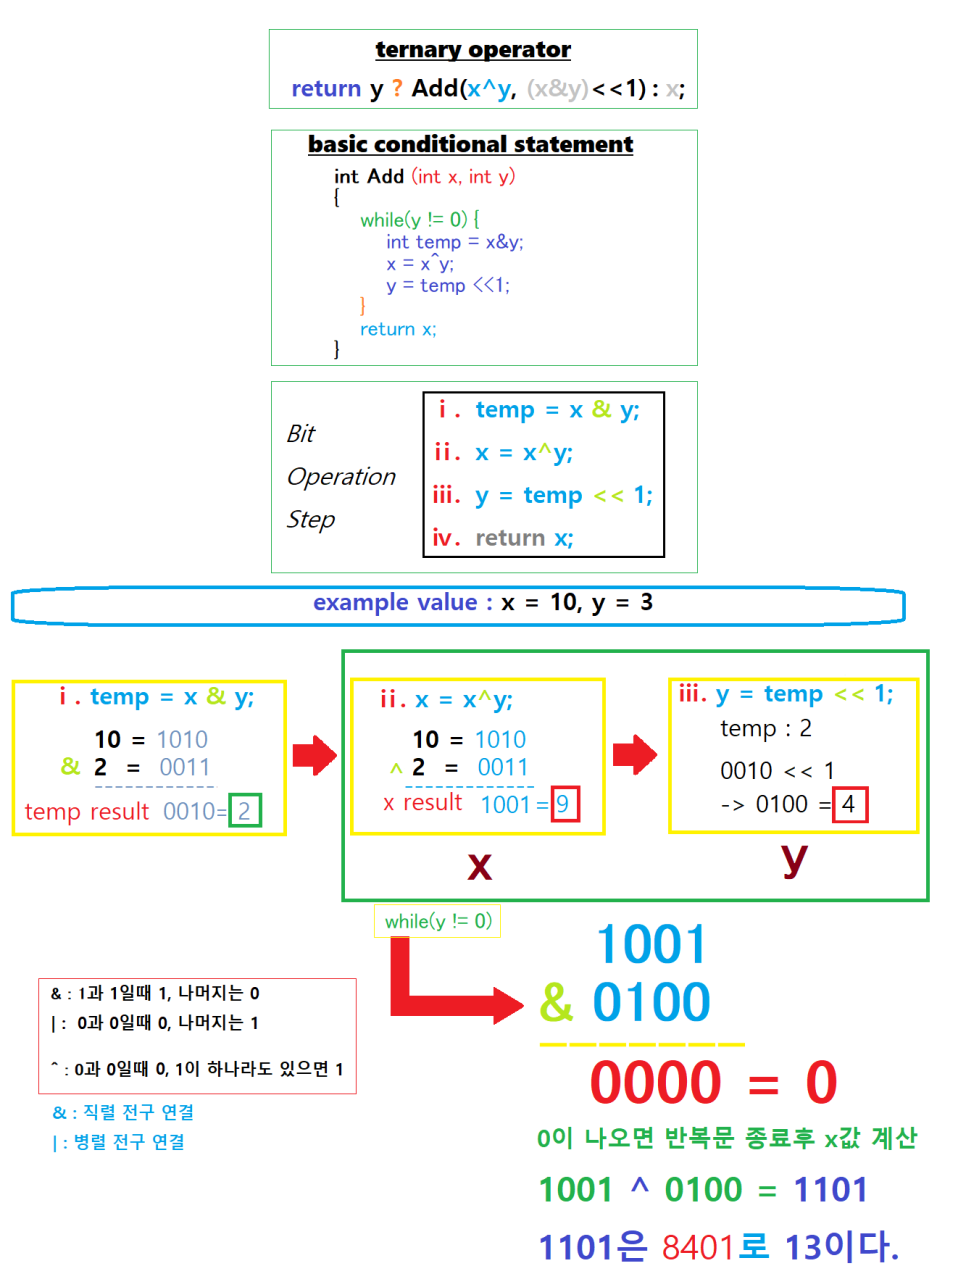 ternary operator
return y ? Add(x^y, (x&y)<<1) : x;
basic conditional statement
int Add (int x, int y)
{
while(y != 0) {
int temp = x&y;
x = x^y;
y = temp <<1;
}
return x;
}
Bit
Operation
Step
i . temp = x & y;
ii. x = x^y;
iii. y = temp << 1;
iv. return x;
example value : x = 10, y = 3
i . temp = x & y;
10 = 1010
& 2 = 0011
temp result 0010= 2
ii. x = x^y;
10 = 1010
^ 2 = 0011
x result 1001 = 9
x
iii. y = temp << 1;
temp : 2
0010 << 1
-> 0100 = 4
y
while(y != 0)
1001
& 0100
0000 = 0
0이 나오면 반복문 종료후 x값 계산
1001 ^ 0100 = 1101
1101은 8401로 13이다.
& : 1과 1일때 1, 나머지는 0
| : 0과 0일때 0, 나머지는 1
^ : 0과 0일때 0, 1이 하나라도 있으면 1
& : 직렬 전구 연결
| : 병렬 전구 연결